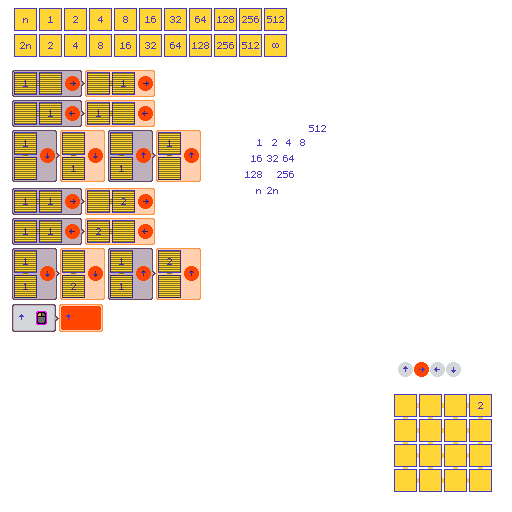 n 1 2 4 8 16 32 64 128 256 512
2n 2 4 8 16 32 64 128 256 512 ∞
1 → 1 →
1 ← 1 ←
1 ↓ ↓ ↑ 1 ↑
1 1
1 1 → 2 →
1 1 ← 2 ←
1 ↓ ↓ 1 ↑ 2 ↑
1 2 1
↑ ↑
512
1 2 4 8
16 32 64
128 256
n 2n
↑ → ← ↓
2